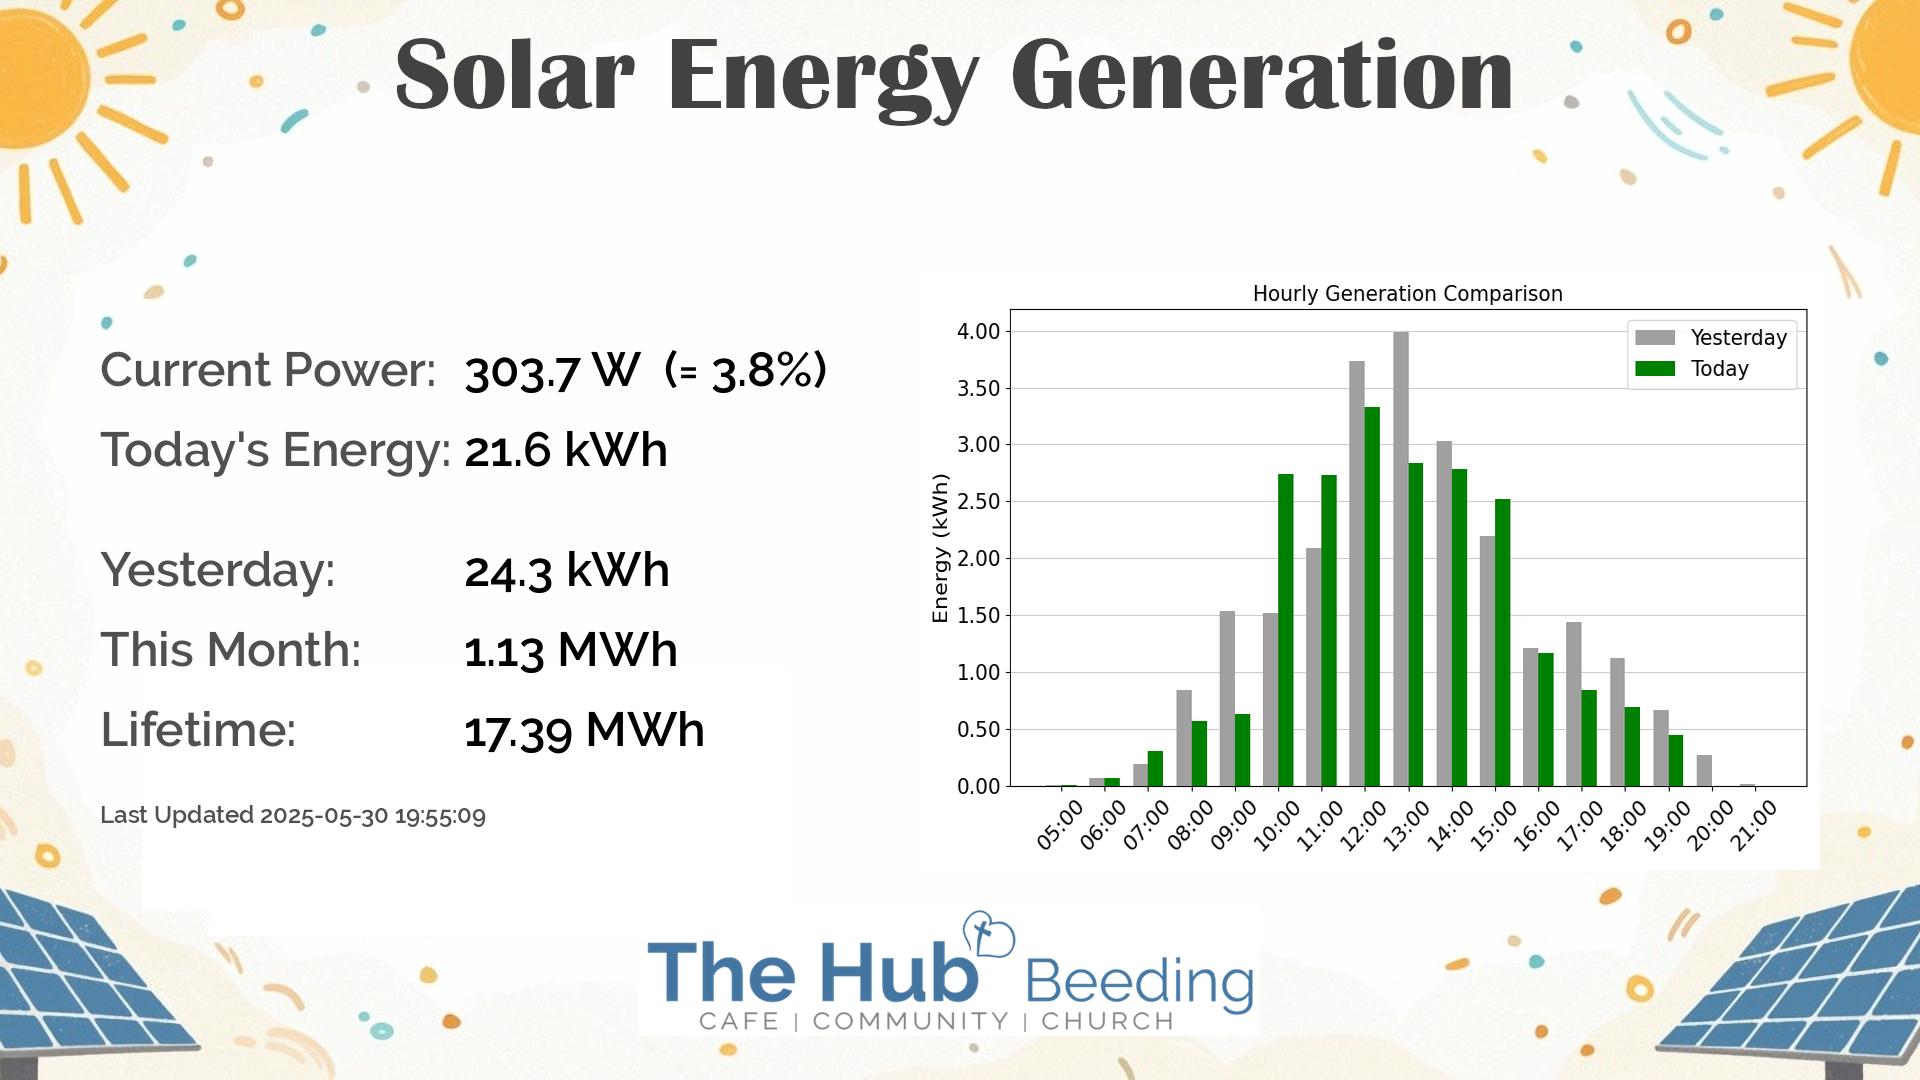 Solar Energy Generation
Current Power: 303.7 W (= 3.8%)
Today's Energy: 21.6 kWh
Yesterday: 24.3 kWh
This Month: 1.13 MWh
Lifetime: 17.39 MWh
Last Updated 2025-05-30 19:55:09
Hourly Generation Comparison
Yesterday
Today
Energy (kWh)
4.00
3.50
3.00
2.50
2.00
1.50
1.00
0.50
0.00
05:00 06:00 07:00 08:00 09:00 10:00 11:00 12:00 13:00 14:00 15:00 16:00 17:00 18:00 19:00 20:00 21:00
The Hub Beeding
CAFE | COMMUNITY | CHURCH